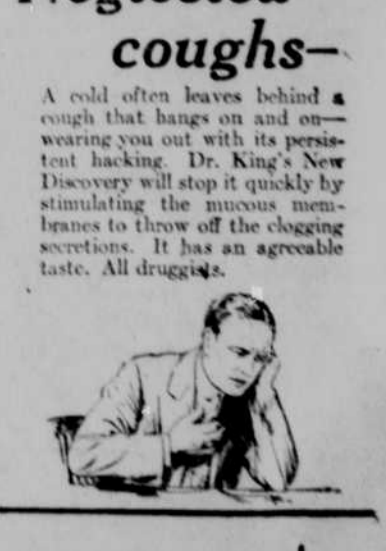 Neglected
coughs–
A cold often leaves behind a
cough that hangs on and on—
wearing you out with its persis-
tent hacking. Dr. King's New
Discovery will stop it quickly by
stimulating the mucous mem-
branes to throw off the clogging
secretions. It has an agreeable
taste. All druggists.